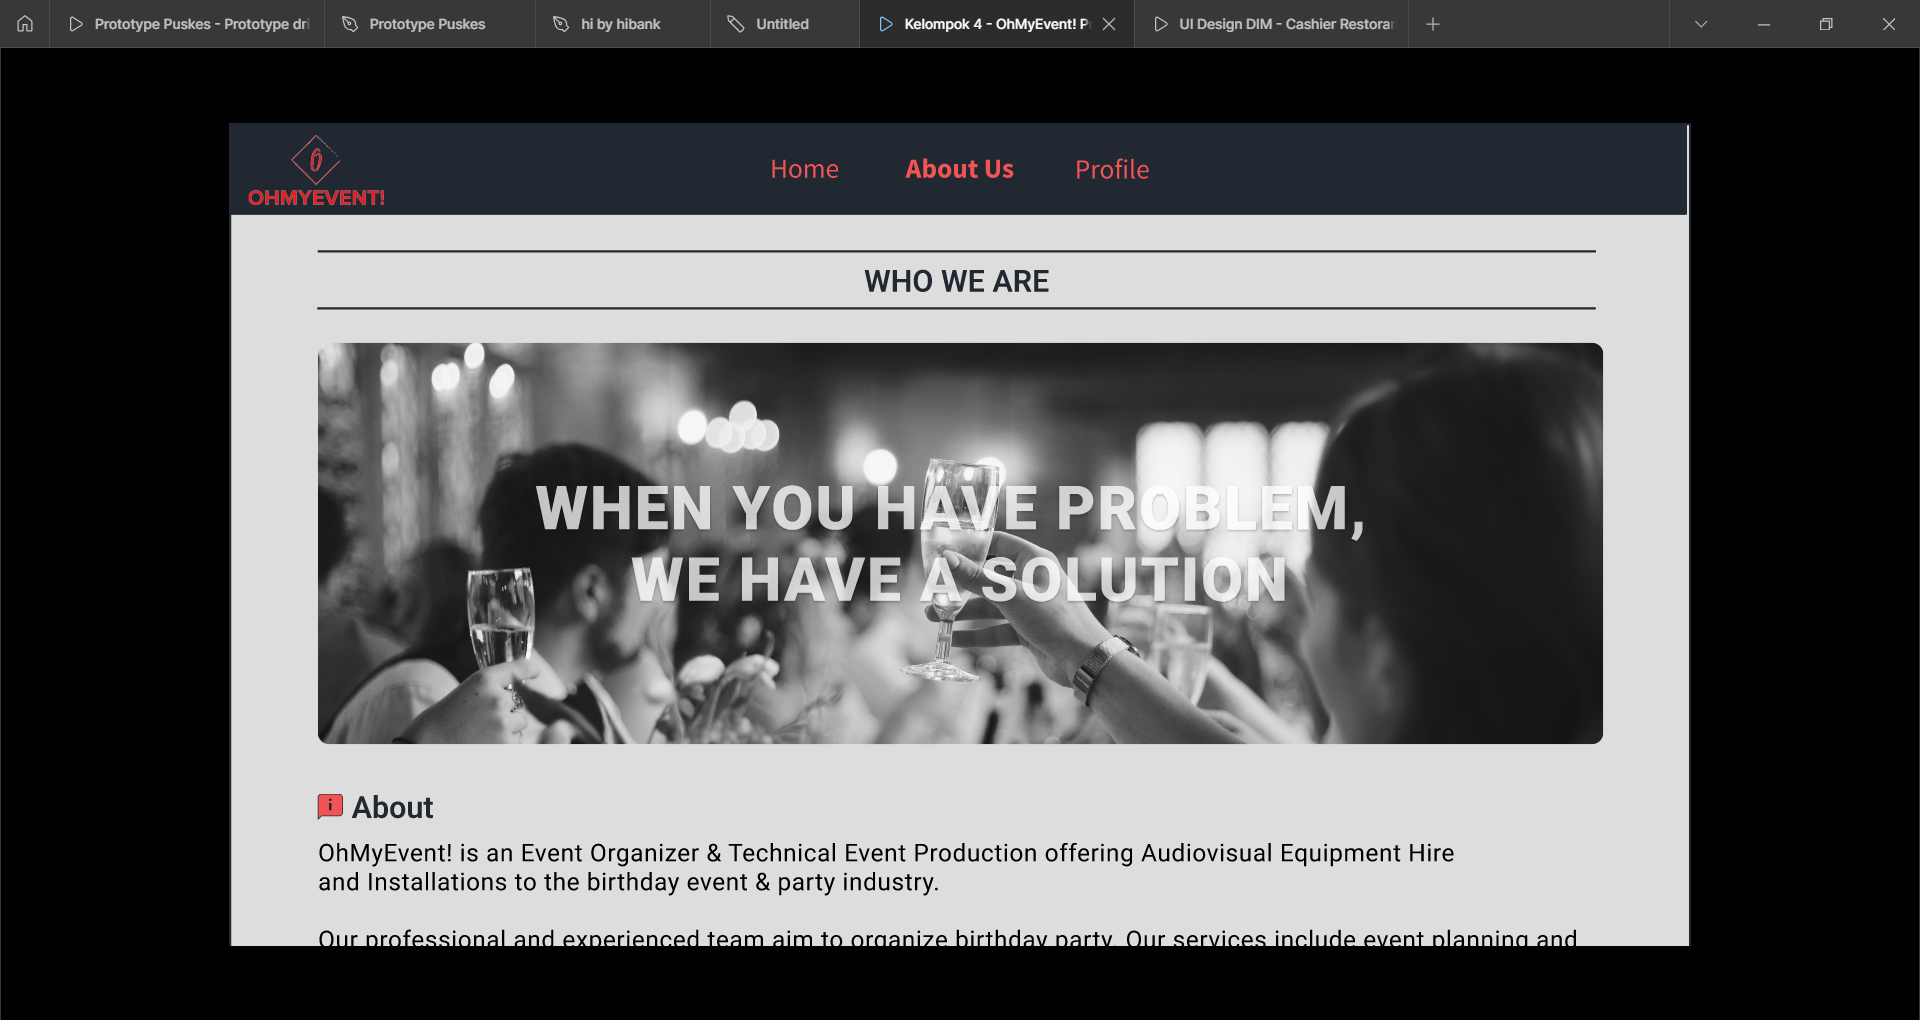 Prototype Puskes - Prototype dri
Prototype Puskes
hi by hibank
Untitled
Kelompok 4 - OhMyEvent! P
UI Design DIM - Cashier Restorar
6
OHMYEVENT!
Home
About Us
Profile
WHO WE ARE
WHEN YOU HAVE PROBLEM,
WE HAVE A SOLUTION
About
OhMyEvent! is an Event Organizer & Technical Event Production offering Audiovisual Equipment Hire
and Installations to the birthday event & party industry.
Our professional and experienced team aim to organize birthday party. Our services include event planning and